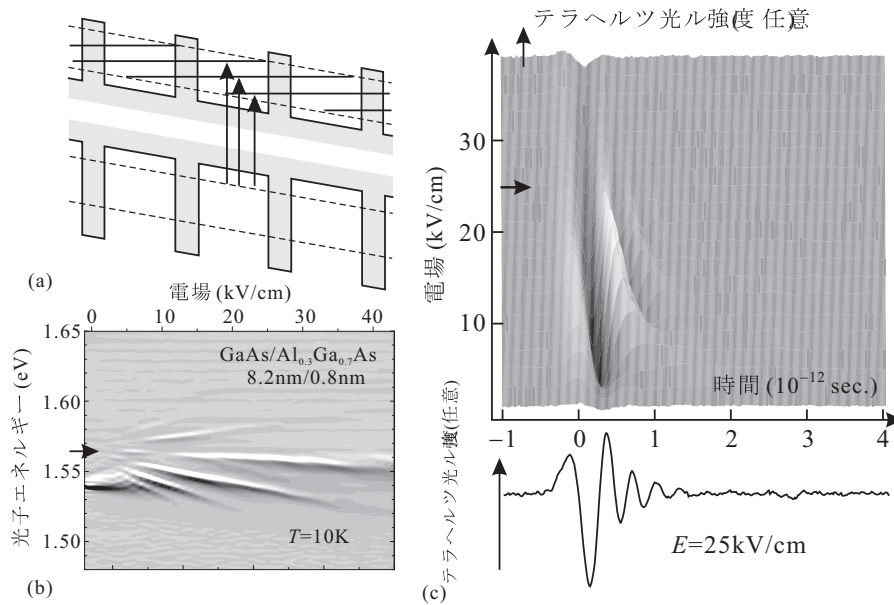 (a)
電場 (kV/cm)
0 10 20 30 40
1.65
1.60
1.55
1.50
光子エネルギー (eV)
GaAs/Al0.3Ga0.7As
8.2nm/0.8nm
T=10K
(b)
テラヘルツ光ル強度 任意
電場 (kV/cm)
30
20
10
時間 (10−12 sec.)
−1 0 1 2 3 4
テラヘルツ光ル (任意)
E=25kV/cm
(c)